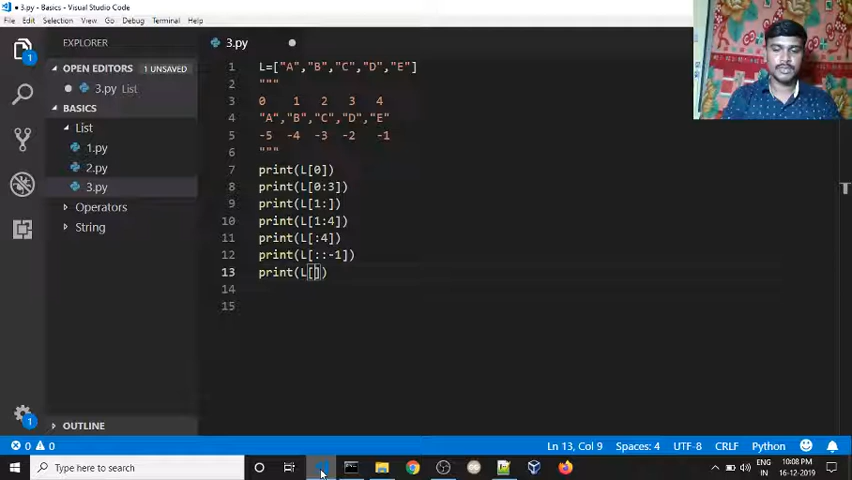 3.py - Basics - Visual Studio Code
File Edit Selection View Go Debug Terminal Help
EXPLORER
3.py
OPEN EDITORS 1 UNSAVED
3.py List
BASICS
List
1.py
2.py
3.py
Operators
String
OUTLINE
1 L=["A","B","C","D","E"]
2 """
3 0 1 2 3 4
4 "A","B","C","D","E"
5 -5 -4 -3 -2 -1
6 """
7 print(L[0])
8 print(L[0:3])
9 print(L[1:])
10 print(L[1:4])
11 print(L[:4])
12 print(L[::-1])
13 print(L[])
14
15
1
1
0 0
Ln 13, Col 9 Spaces: 4 UTF-8 CRLF Python 1
Type here to search
ENG
IN
10:08 PM
16-12-2019